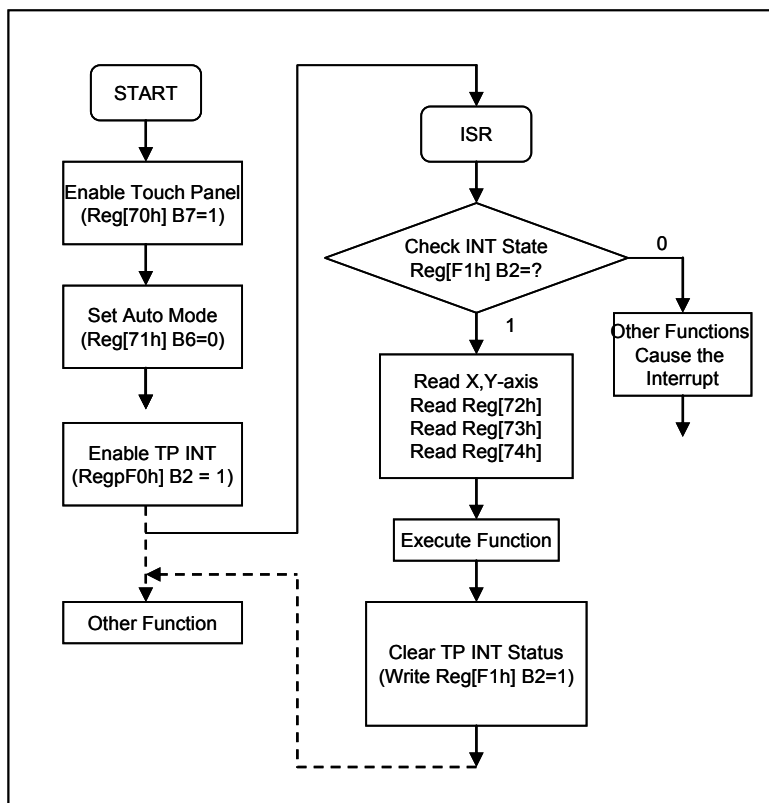 START
Enable Touch Panel
(Reg[70h] B7=1)
Set Auto Mode
(Reg[71h] B6=0)
Enable TP INT
(RegpF0h] B2 = 1)
Other Function
ISR
Check INT State
Reg[F1h] B2=?
0
1
Other Functions
Cause the
Interrupt
Read X,Y-axis
Read Reg[72h]
Read Reg[73h]
Read Reg[74h]
Execute Function
Clear TP INT Status
(Write Reg[F1h] B2=1)